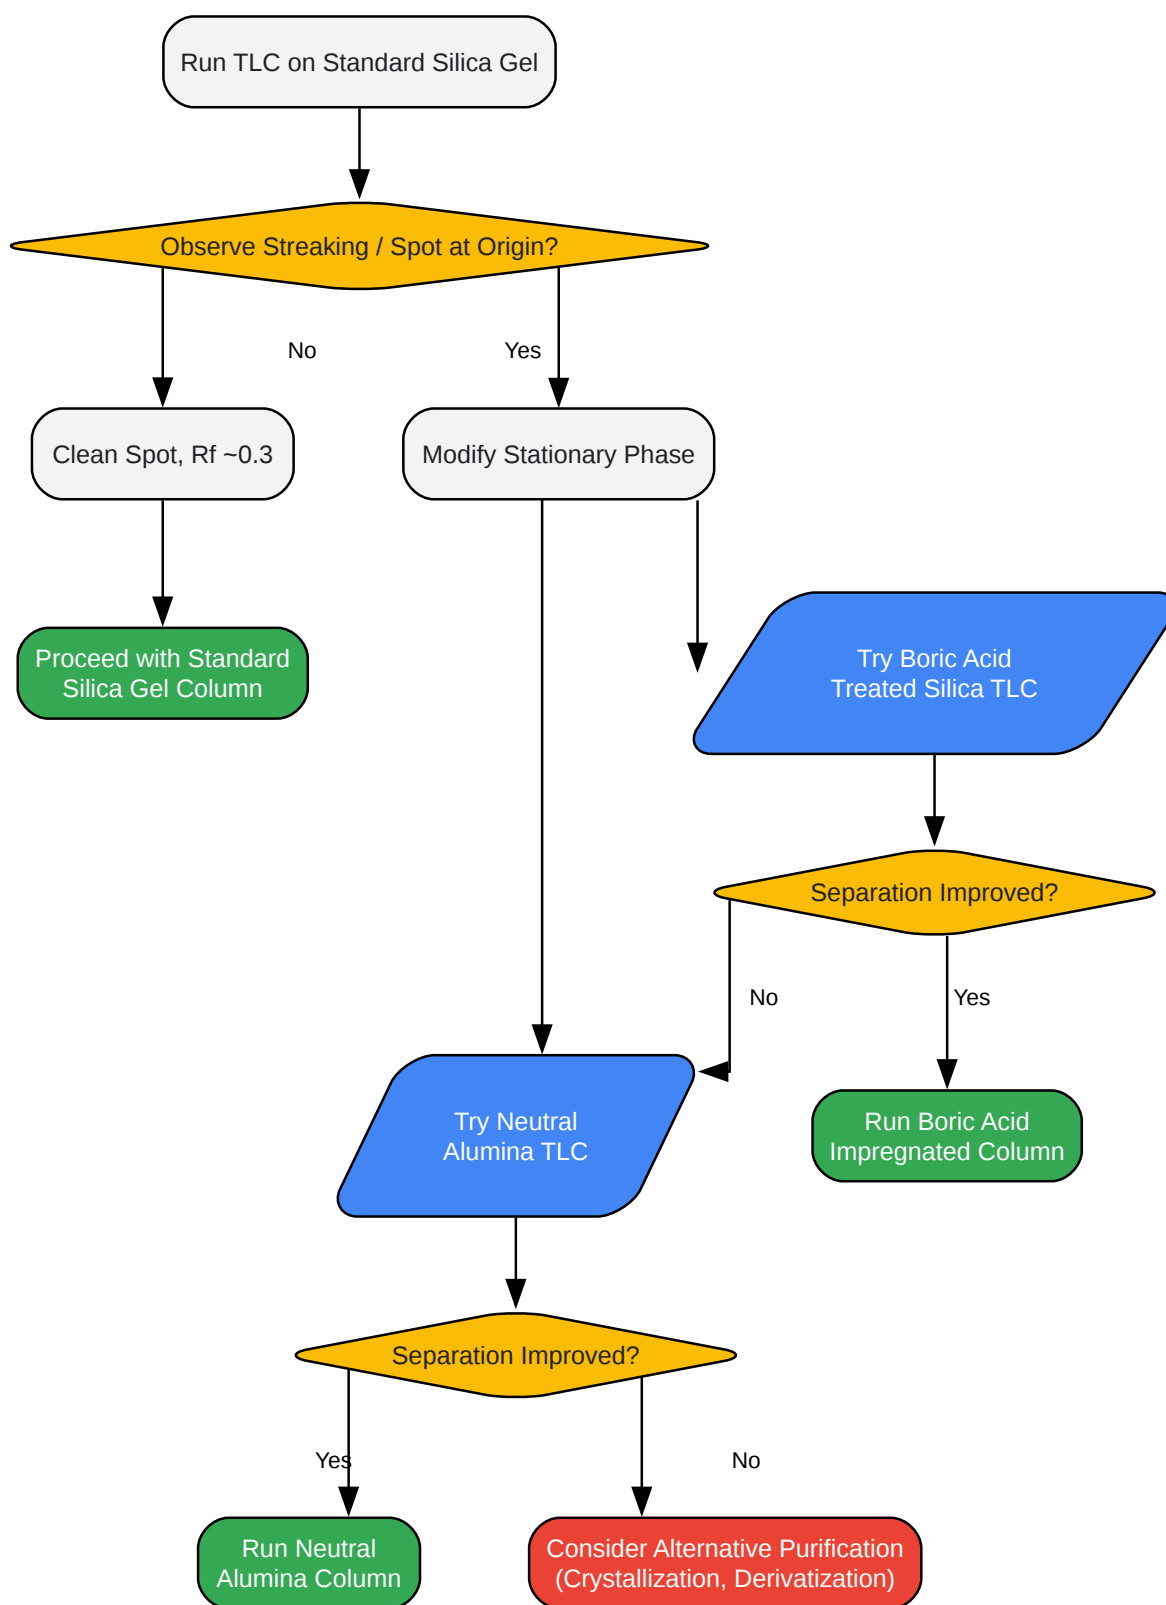 Run TLC on Standard Silica Gel
Observe Streaking / Spot at Origin?
No
Yes
Clean Spot, Rf ~0.3
Modify Stationary Phase
Proceed with Standard
Silica Gel Column
Try Boric Acid
Treated Silica TLC
Separation Improved?
No
Yes
Try Neutral
Alumina TLC
Run Boric Acid
Impregnated Column
Separation Improved?
Yes
No
Run Neutral
Alumina Column
Consider Alternative Purification
(Crystallization, Derivatization)